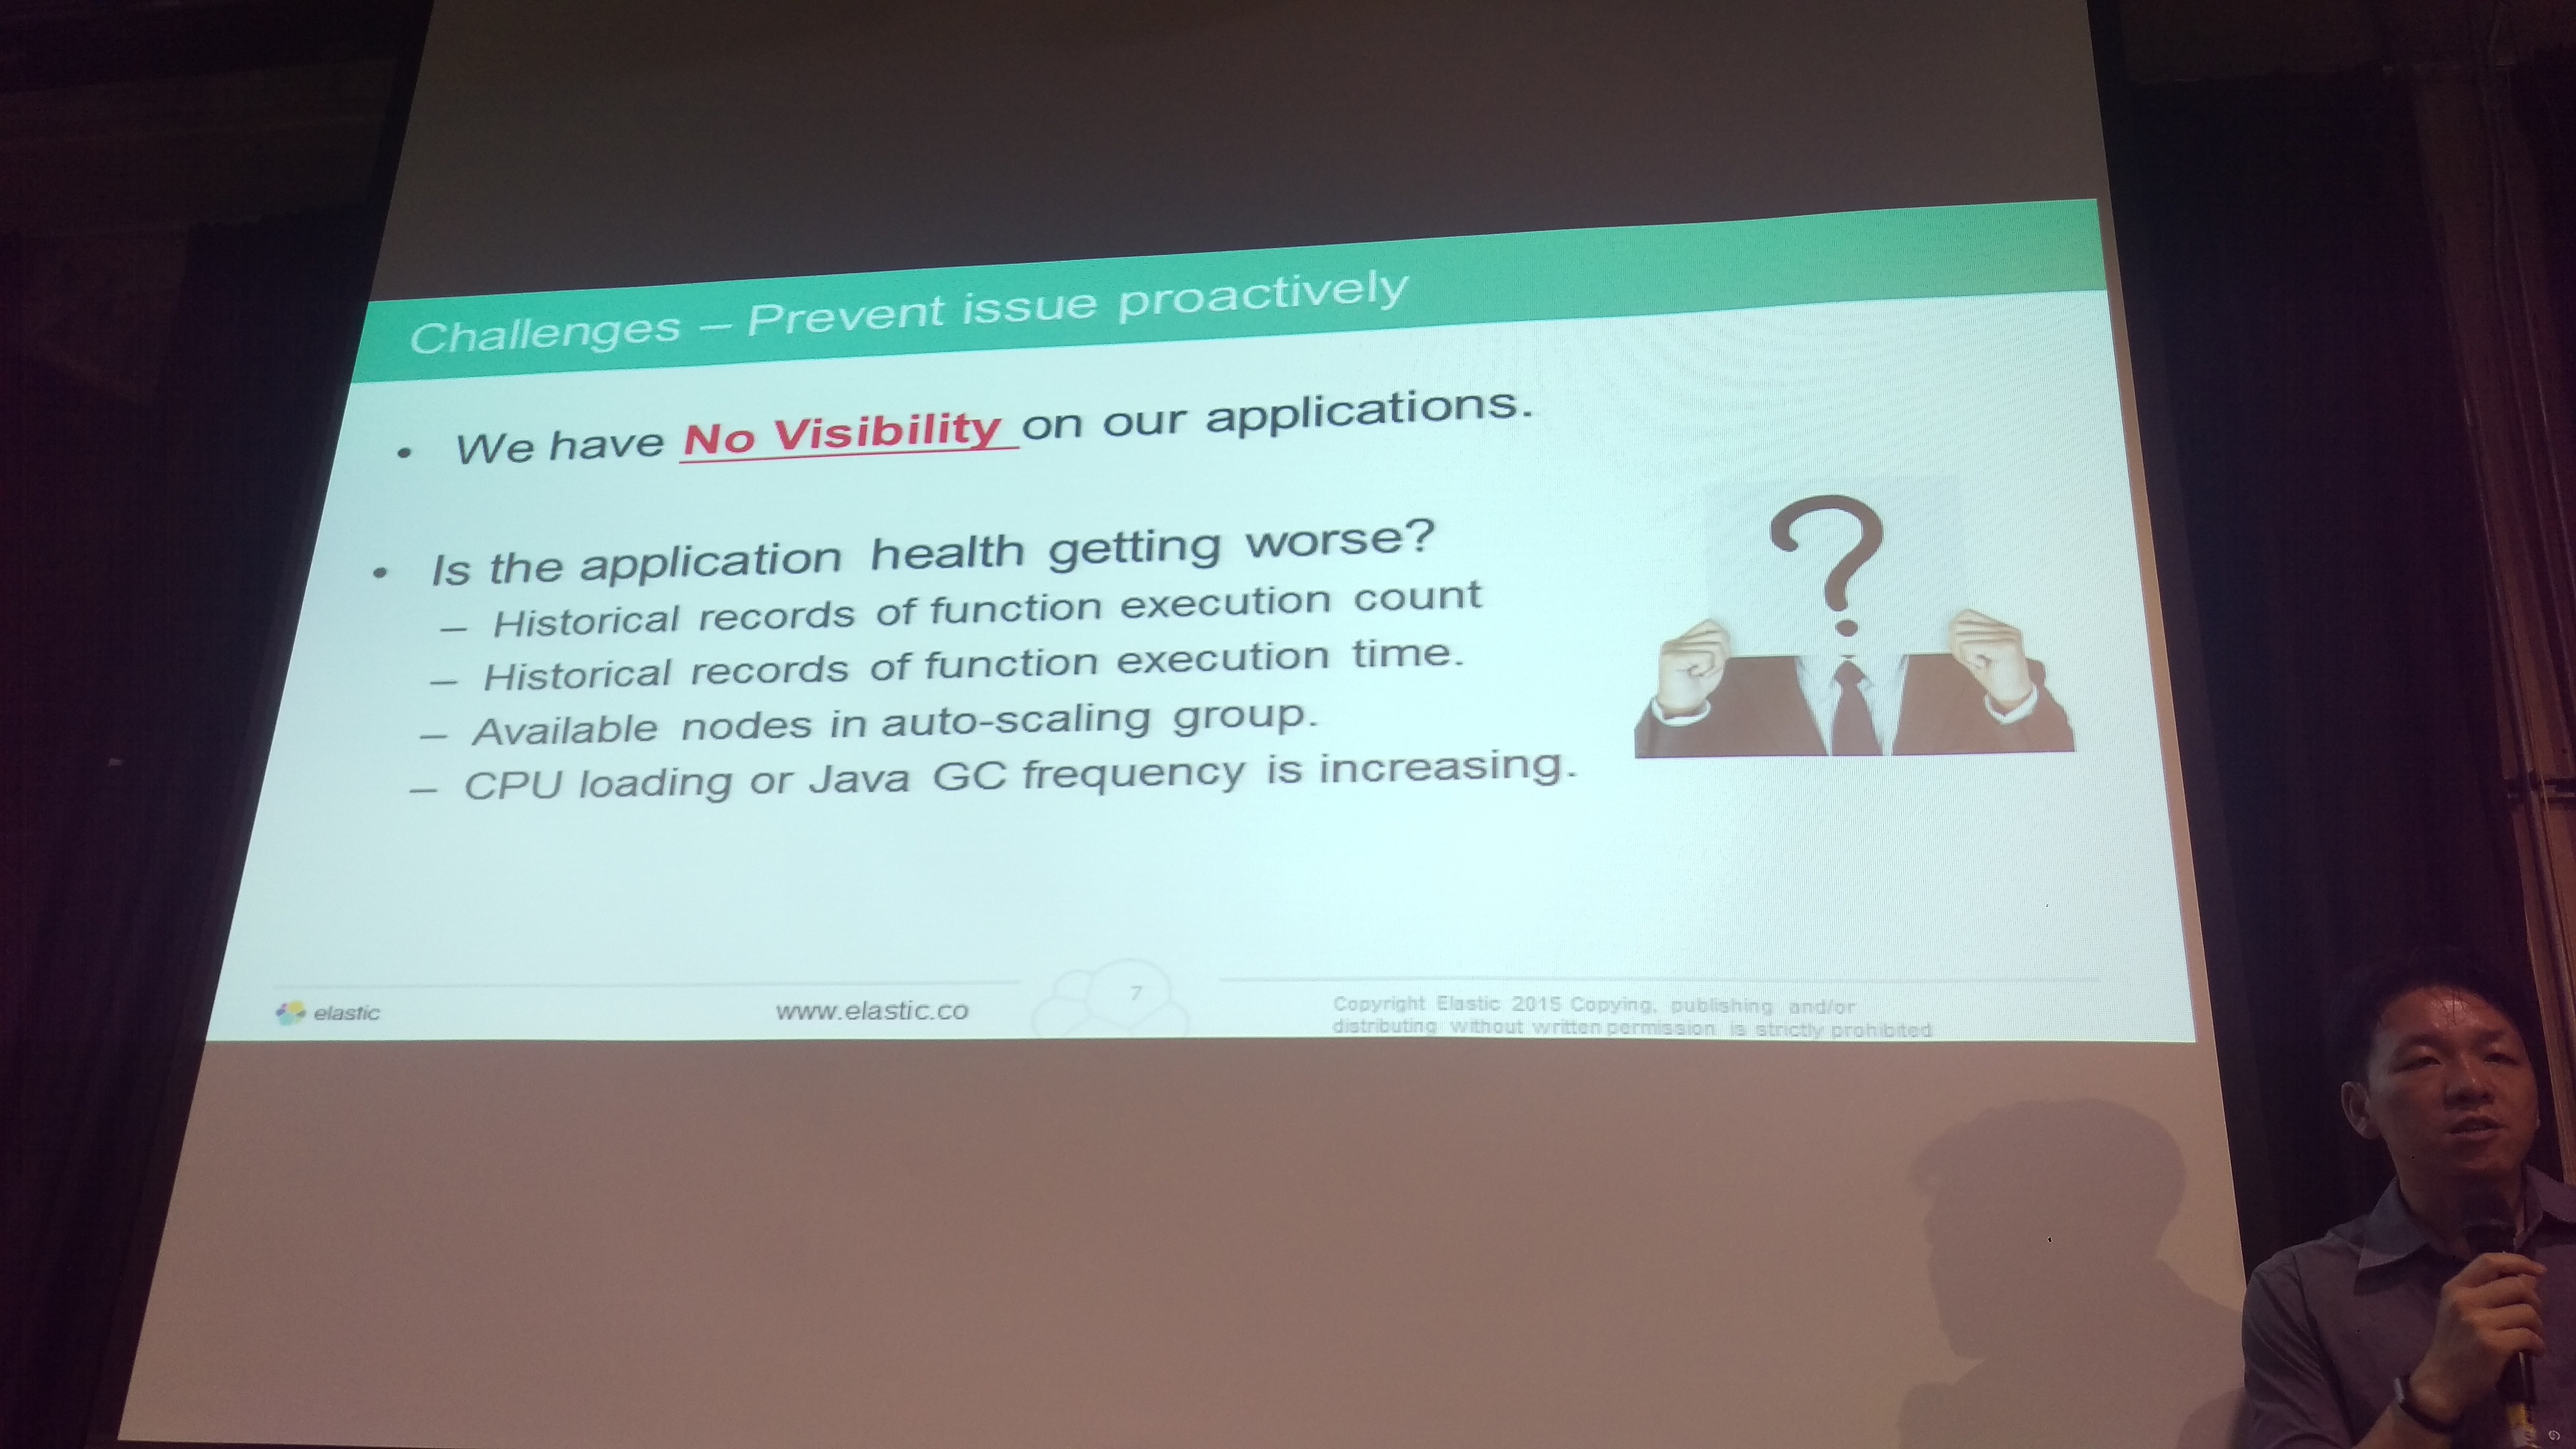 Challenges – Prevent issue proactively
• We have No Visibility on our applications.
• Is the application health getting worse?
– Historical records of function execution count
– Historical records of function execution time.
– Available nodes in auto-scaling group.
– CPU loading or Java GC frequency is increasing.
?
elastic
www.elastic.co
7
Copyright Elastic 2015 Copying, publishing and/or
distributing without written permission is strictly prohibited